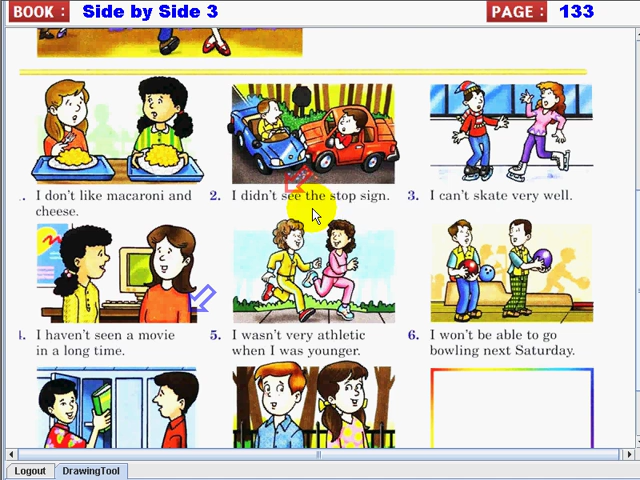 BOOK : Side by Side 3 PAGE : 133
. I don't like macaroni and
cheese.
2. I didn't see the stop sign.
3. I can't skate very well.
. I haven't seen a movie
in a long time.
5. I wasn't very athletic
when I was younger.
6. I won't be able to go
bowling next Saturday.
Logout DrawingTool